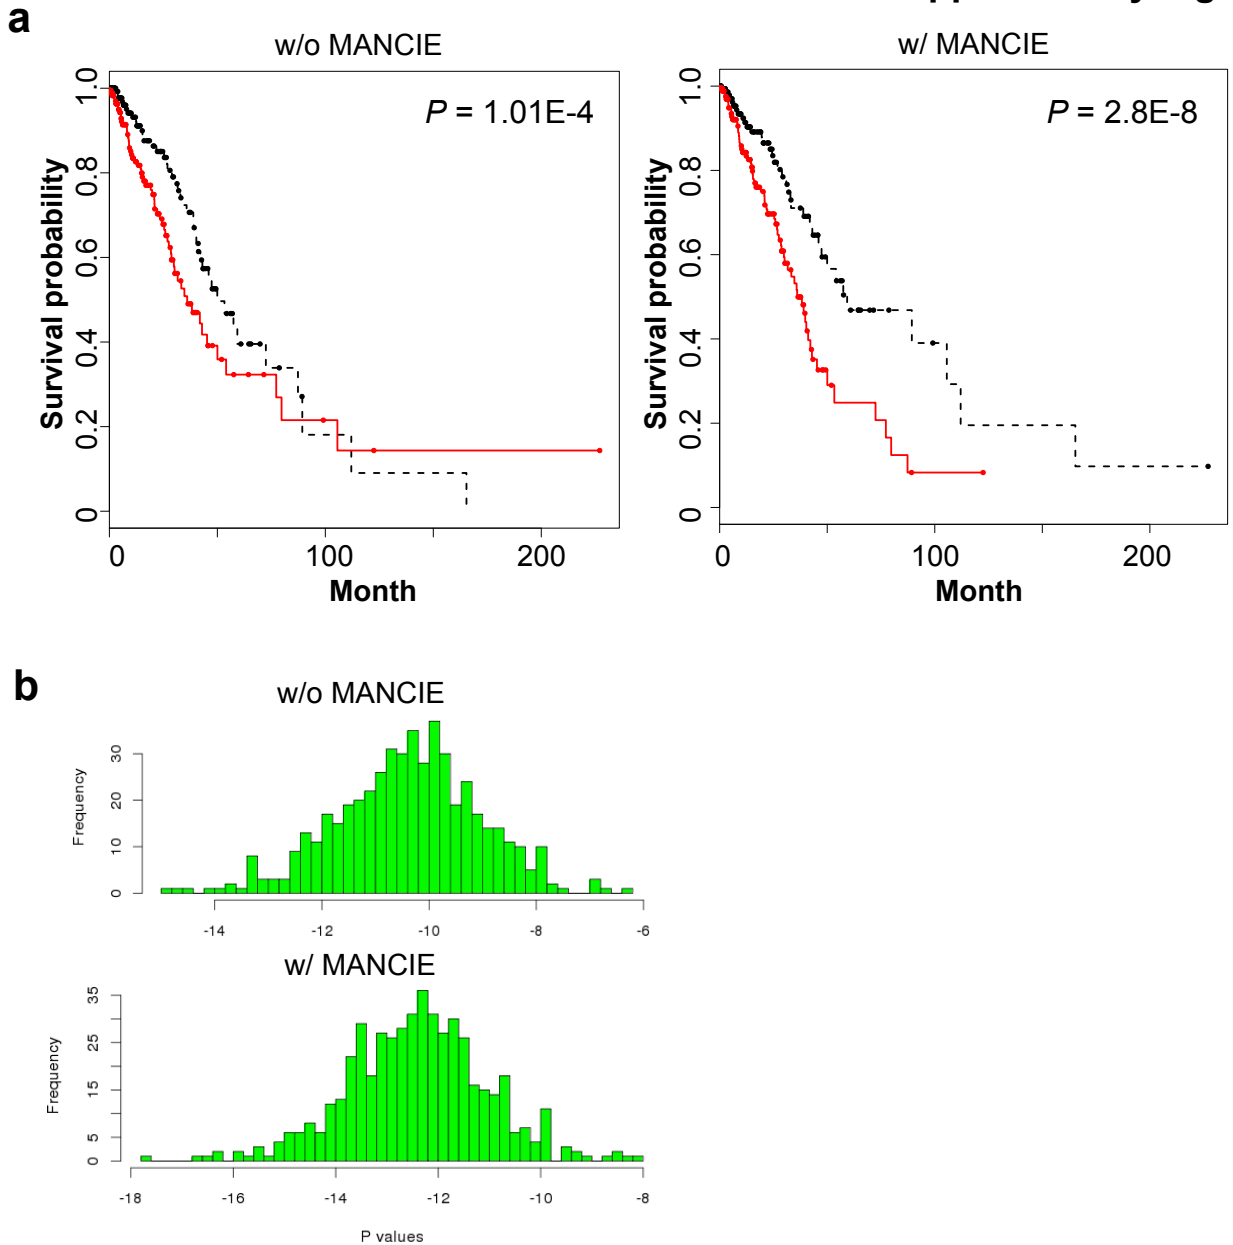 a
w/o MANCIE
w/ MANCIE
P = 1.01E-4
P = 2.8E-8
Survival probability
1.0
0.8
0.6
0.4
0.2
0
0
100
200
Month
Survival probability
1.0
0.8
0.6
0.4
0.2
0
0
100
200
Month
b
w/o MANCIE
Frequency
30
20
10
0
-14
-12
-10
-8
-6
w/ MANCIE
Frequency
35
25
15
5
0
-18
-16
-14
-12
-10
-8
P values